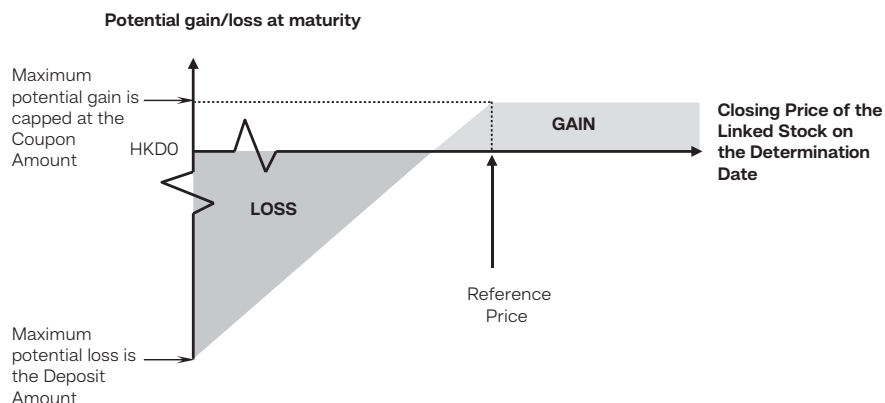 Potential gain/loss at maturity
Maximum
potential gain is
capped at the
Coupon
Amount
HKD0
GAIN
Closing Price of the
Linked Stock on
the Determination
Date
LOSS
Reference
Price
Maximum
potential loss is
the Deposit
Amount